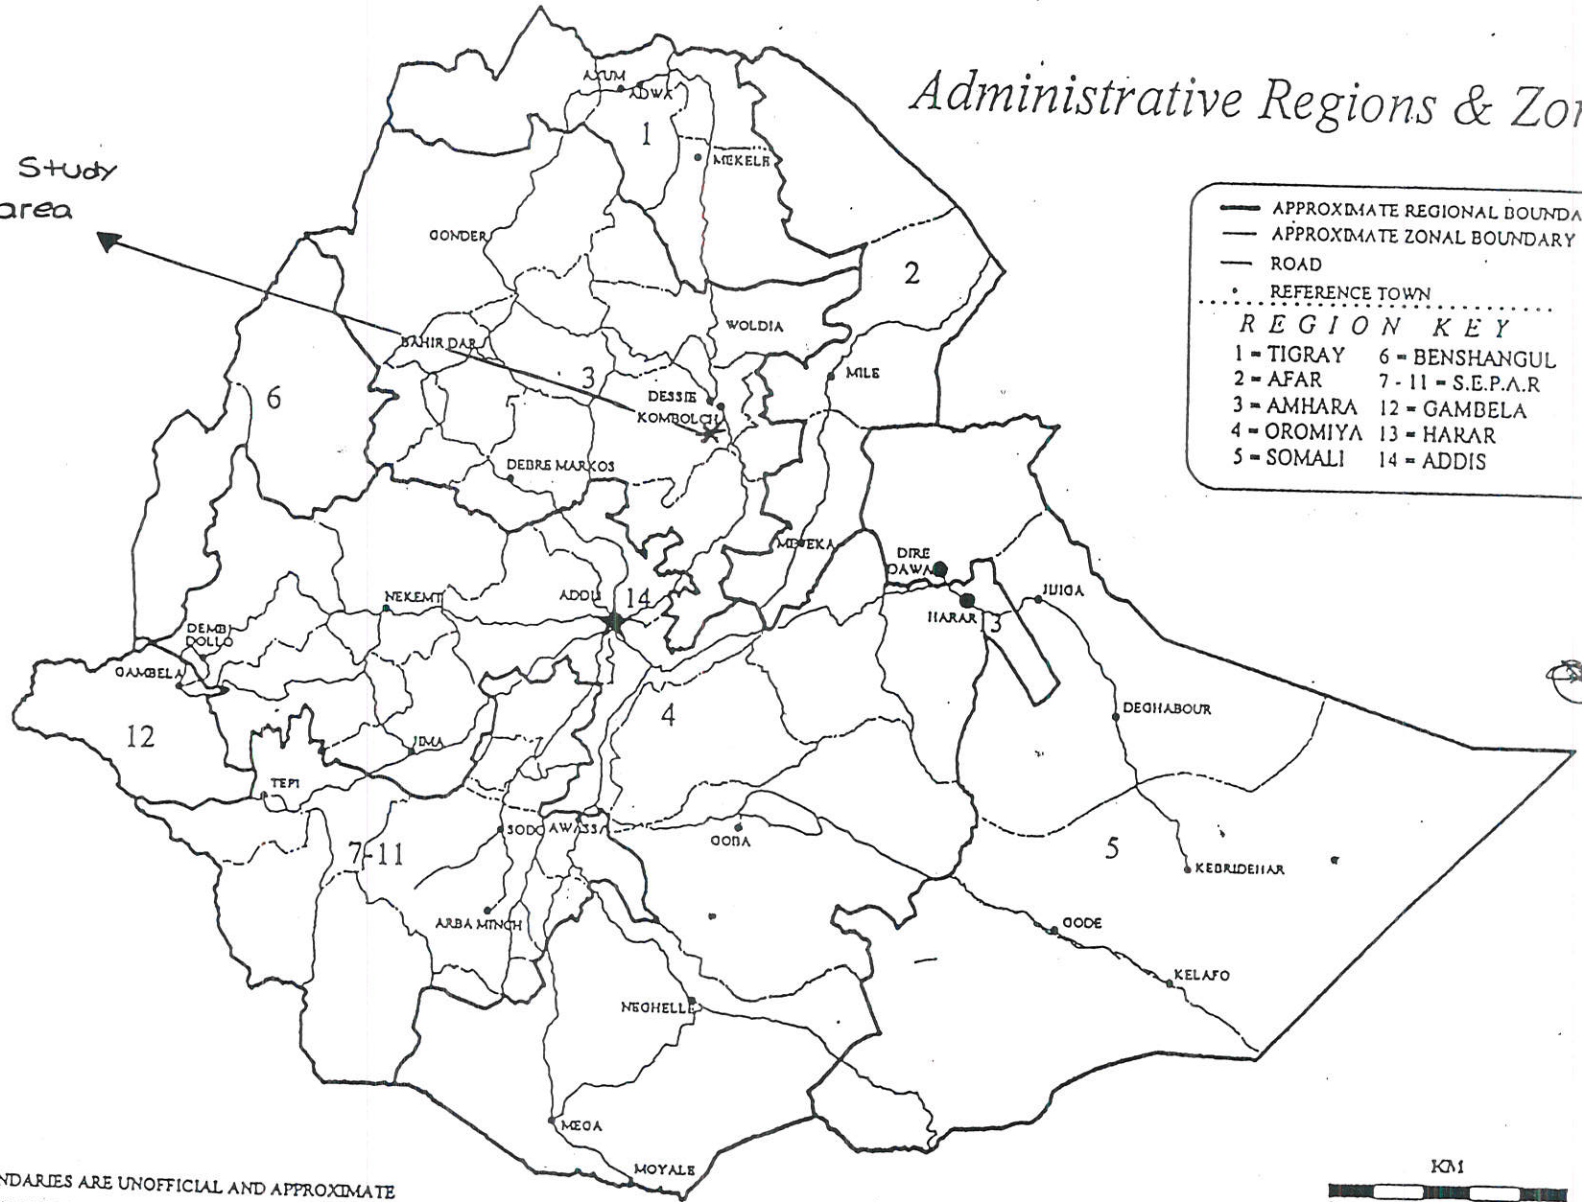 Administrative Regions & Zon
Study
area
APPROXIMATE REGIONAL BOUNDA
APPROXIMATE ZONAL BOUNDARY
ROAD
REFERENCE TOWN
REGION KEY
1 = TIGRAY 6 = BENSHANGUL
2 = AFAR 7 - 11 = S.E.P.A.R
3 = AMHARA 12 = GAMBELA
4 = OROMIYA 13 = HARAR
5 = SOMALI 14 = ADDIS
AXUM
ADWA
1
MEKELE
GONDER
2
WOLDIA
BAHIR DAR
MILE
3
6
DESSIE
KOMBOLCH
DEBRE MARKOS
DIRE
DAWA
NEKEMT
ADDI
14
JIJIGA
HARAR
3
DEMBI
DOLLO
GAMBELA
4
DEGHABOUR
12
JIMA
TEPI
SODO
AWASSA
GOBA
7-11
5
KEBRIDEHAR
ARBA MINCH
GODE
KELAFO
NEGHELLE
MEGA
MOYALE
NDARIES ARE UNOFFICIAL AND APPROXIMATE
KM